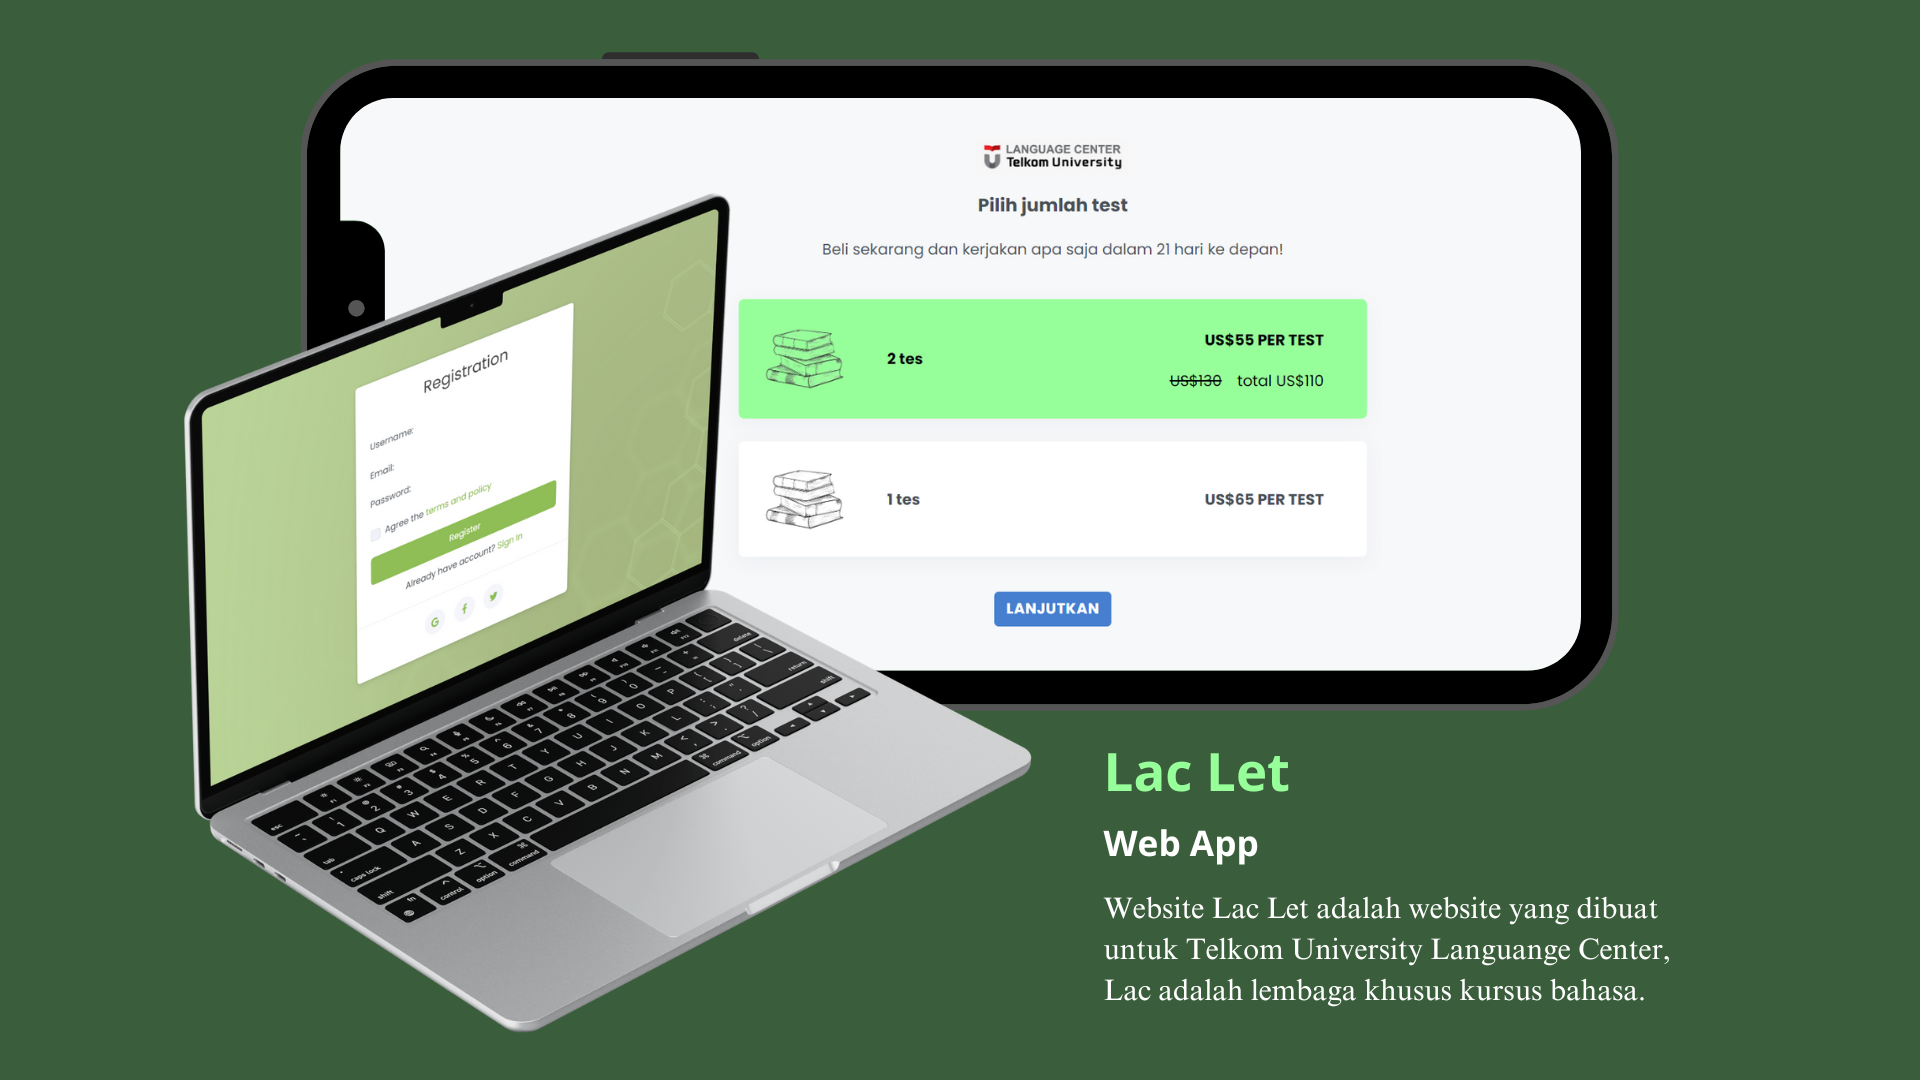 LANGUAGE CENTER
Telkom University
Pilih jumlah test
Beli sekarang dan kerjakan apa saja dalam 21 hari ke depan!
2 tes
US$55 PER TEST
US$130 total US$110
1 tes
US$65 PER TEST
LANJUTKAN
Registration
Username:
Email:
Password:
Agree the terms and policy
Register
Already have account? Sign in
Lac Let
Web App
Website Lac Let adalah website yang dibuat
untuk Telkom University Languange Center,
Lac adalah lembaga khusus kursus bahasa.